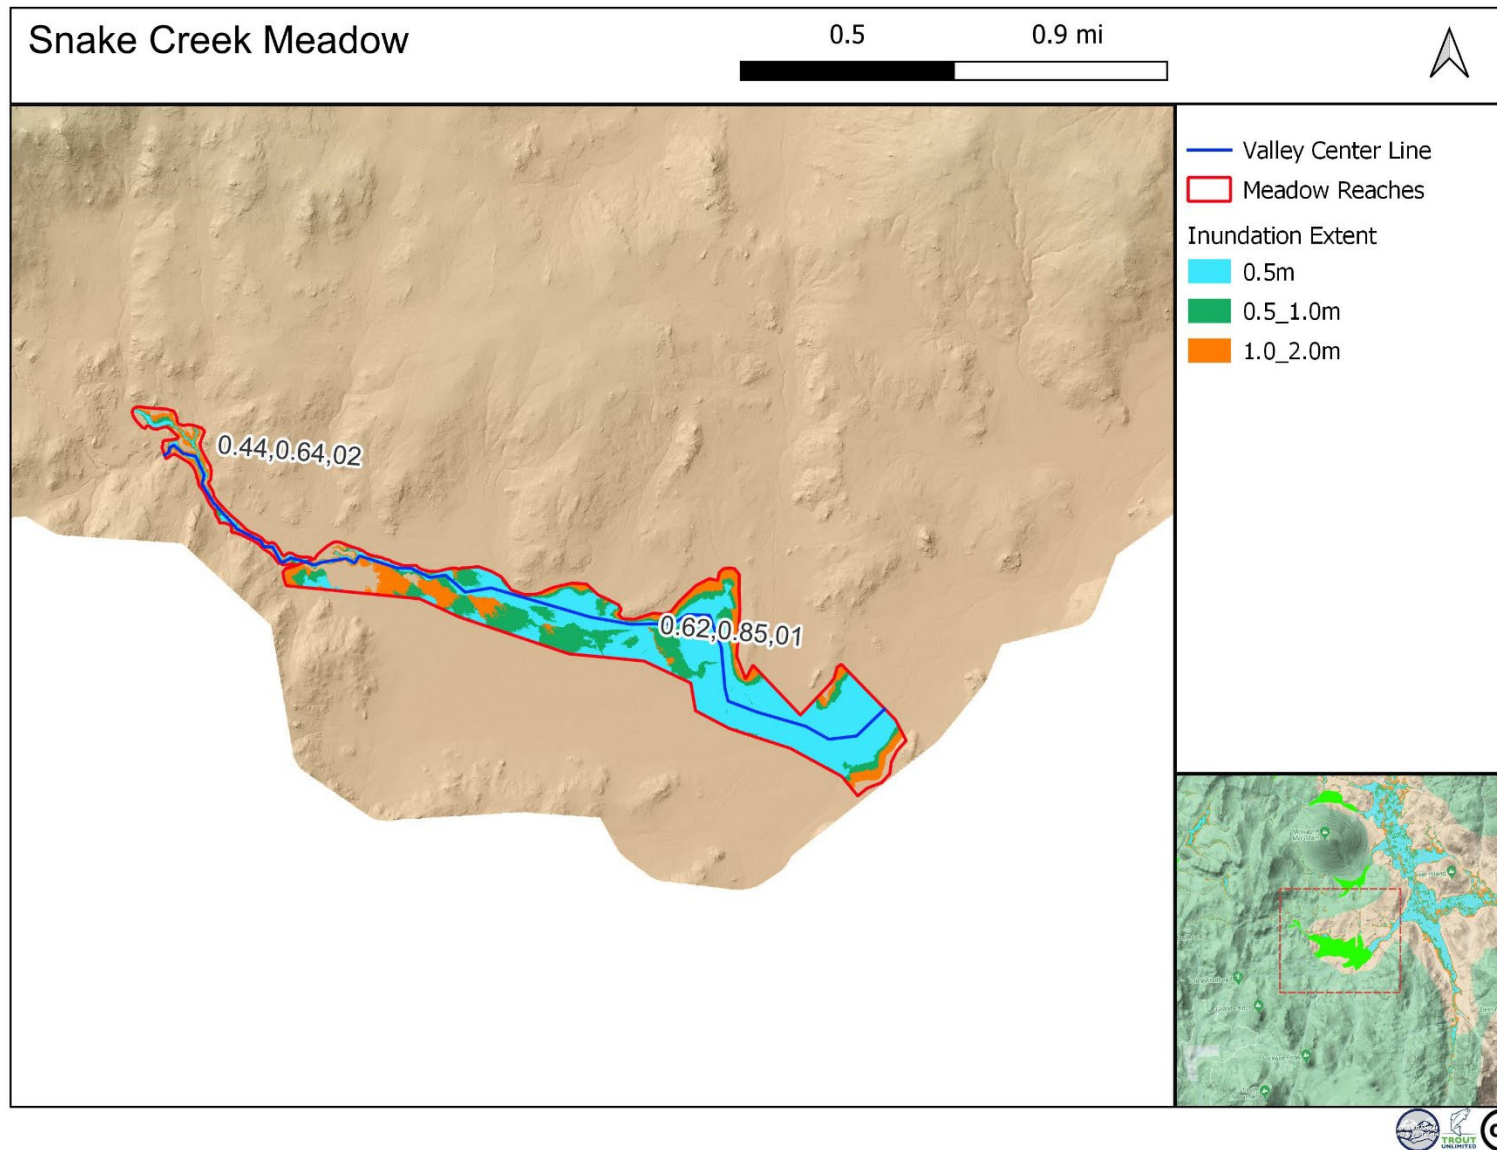 Snake Creek Meadow
0.5
0.9 mi
Valley Center Line
Meadow Reaches
Inundation Extent
0.5m
0.5_1.0m
1.0_2.0m
0.44,0.64,02
0.62,0.85,01
TROUT
UNLIMITED